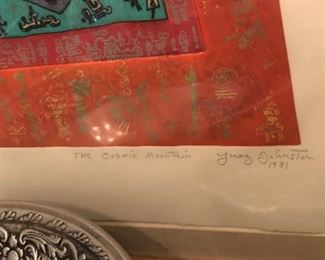 THE COSMIC MOUNTAIN
Ynez Johnston
1981